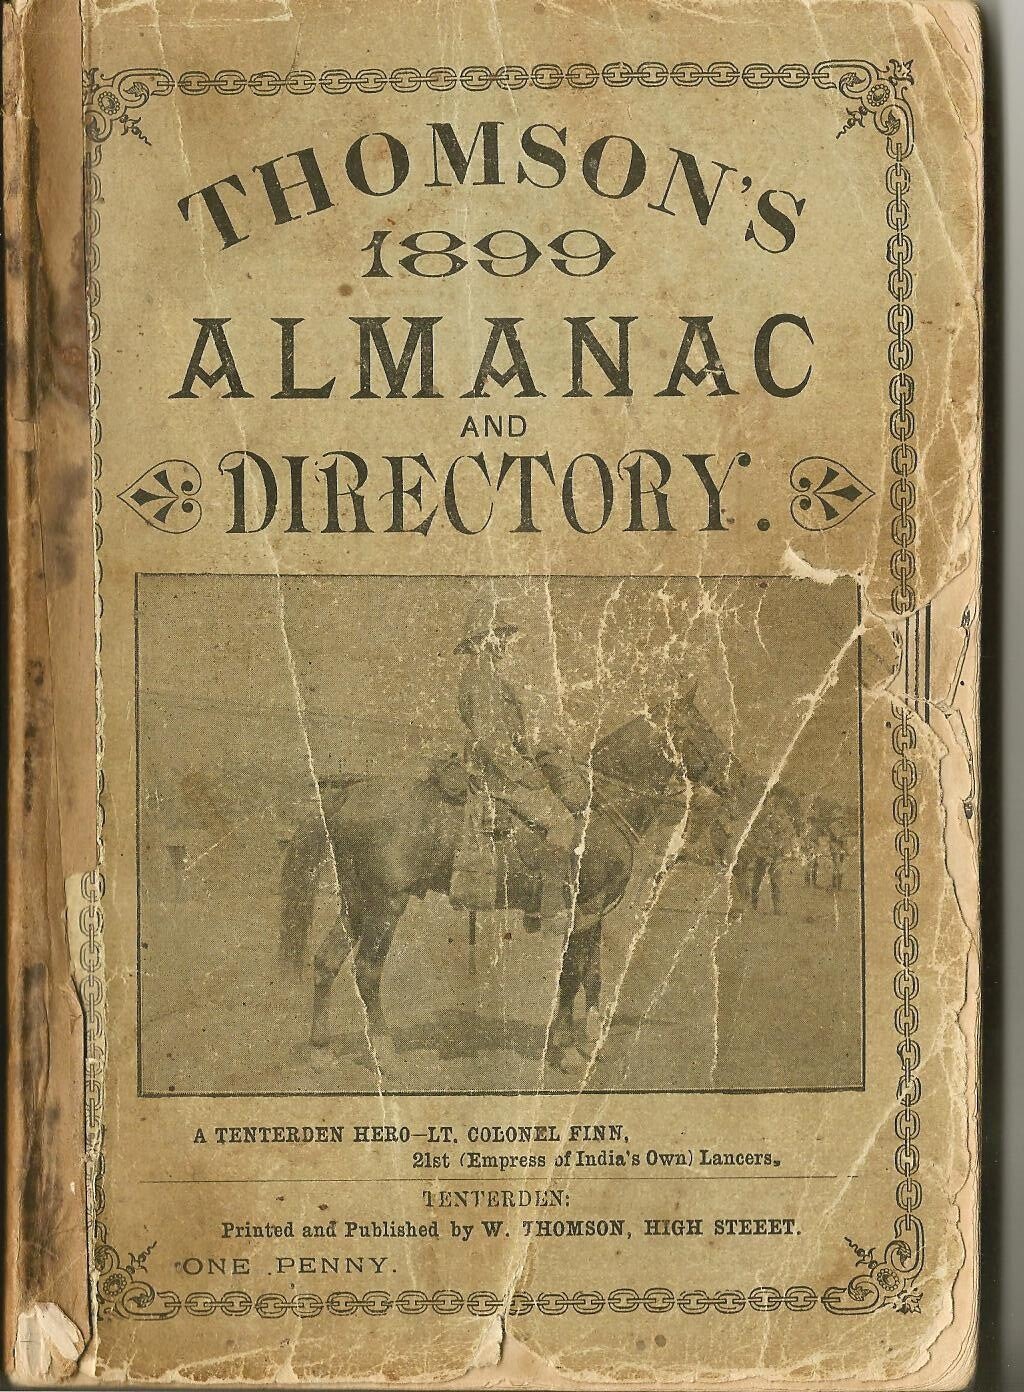 THOMSON'S
1899
ALMANAC
AND
DIRECTORY.
A TENTERDEN HERO—LT. COLONEL FINN,
21st (Empress of India's Own) Lancers.
TENTERDEN:
Printed and Published by W. THOMSON, HIGH STEEET.
ONE PENNY.